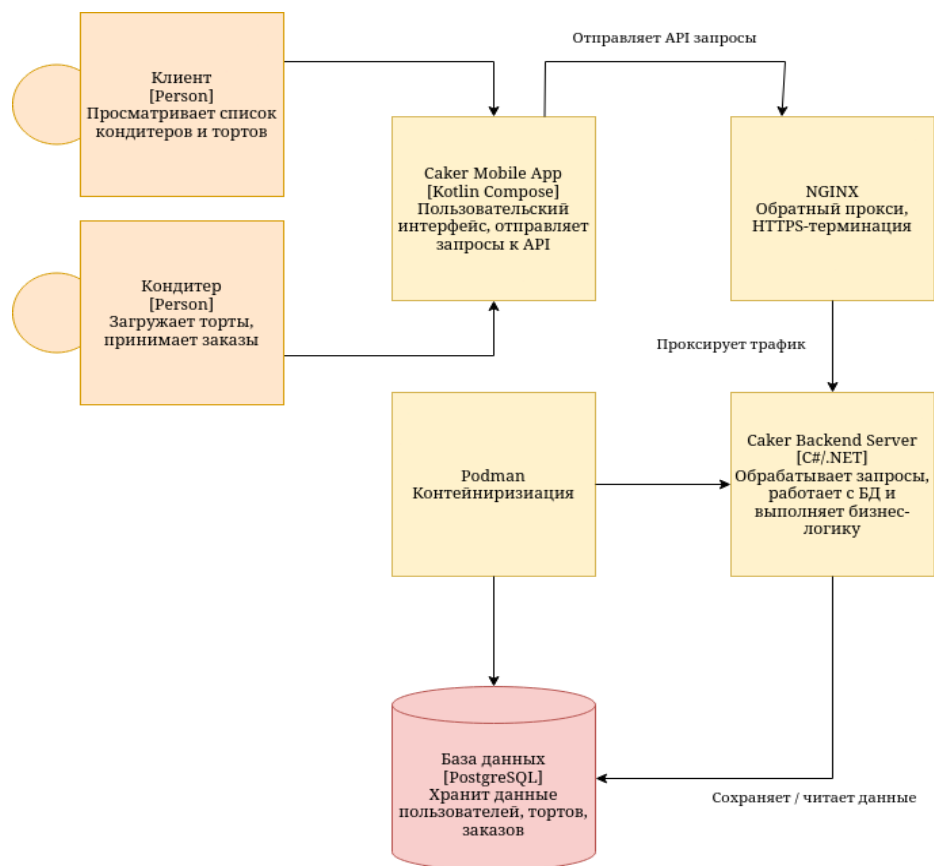 Отправляет API запросы
Клиент
[Person]
Просматривает список
кондитеров и тортов
Caker Mobile App
[Kotlin Compose]
Пользовательский
интерфейс, отправляет
запросы к API
NGINX
Обратный прокси,
HTTPS-терминация
Кондитер
[Person]
Загружает торты,
принимает заказы
Проксирует трафик
Podman
Контейниризиация
Caker Backend Server
[C#/.NET]
Обрабатывает запросы,
работает с БД и
выполняет бизнес-
логику
База данных
[PostgreSQL]
Хранит данные
пользователей, тортов,
заказов
Сохраняет / читает данные